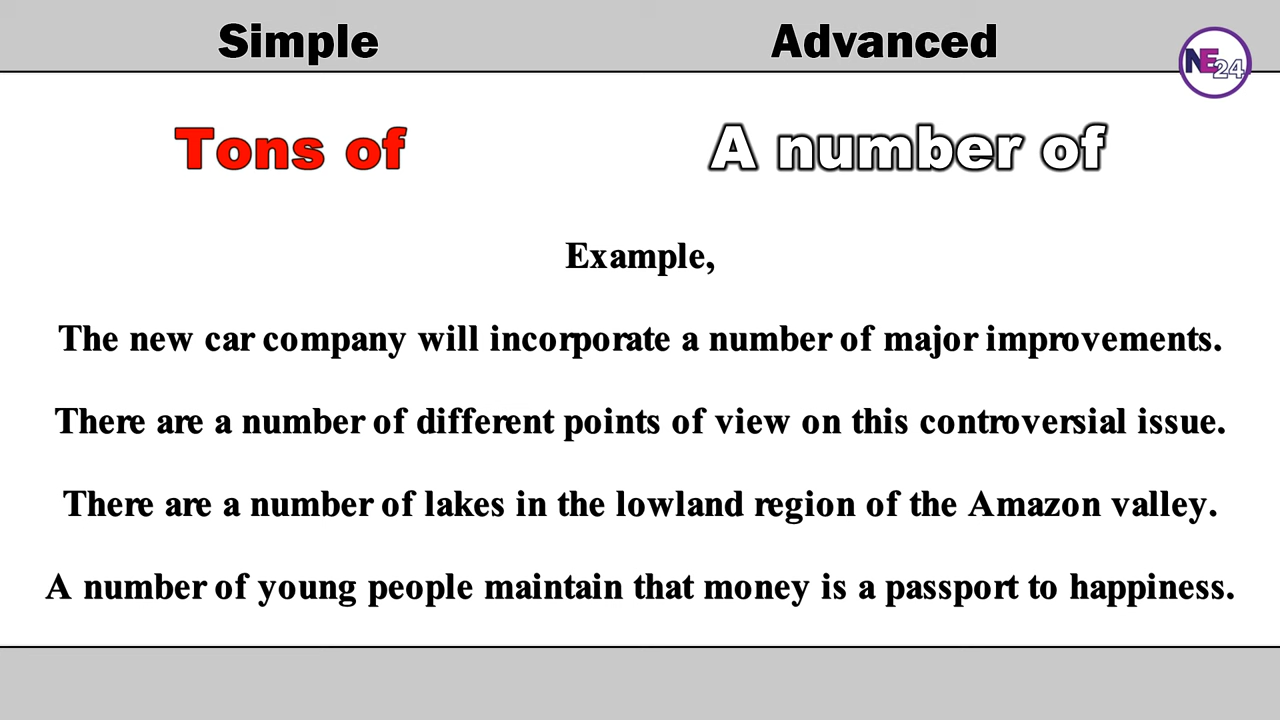 Simple Advanced
NE24
Tons of A number of
Example,
The new car company will incorporate a number of major improvements.
There are a number of different points of view on this controversial issue.
There are a number of lakes in the lowland region of the Amazon valley.
A number of young people maintain that money is a passport to happiness.